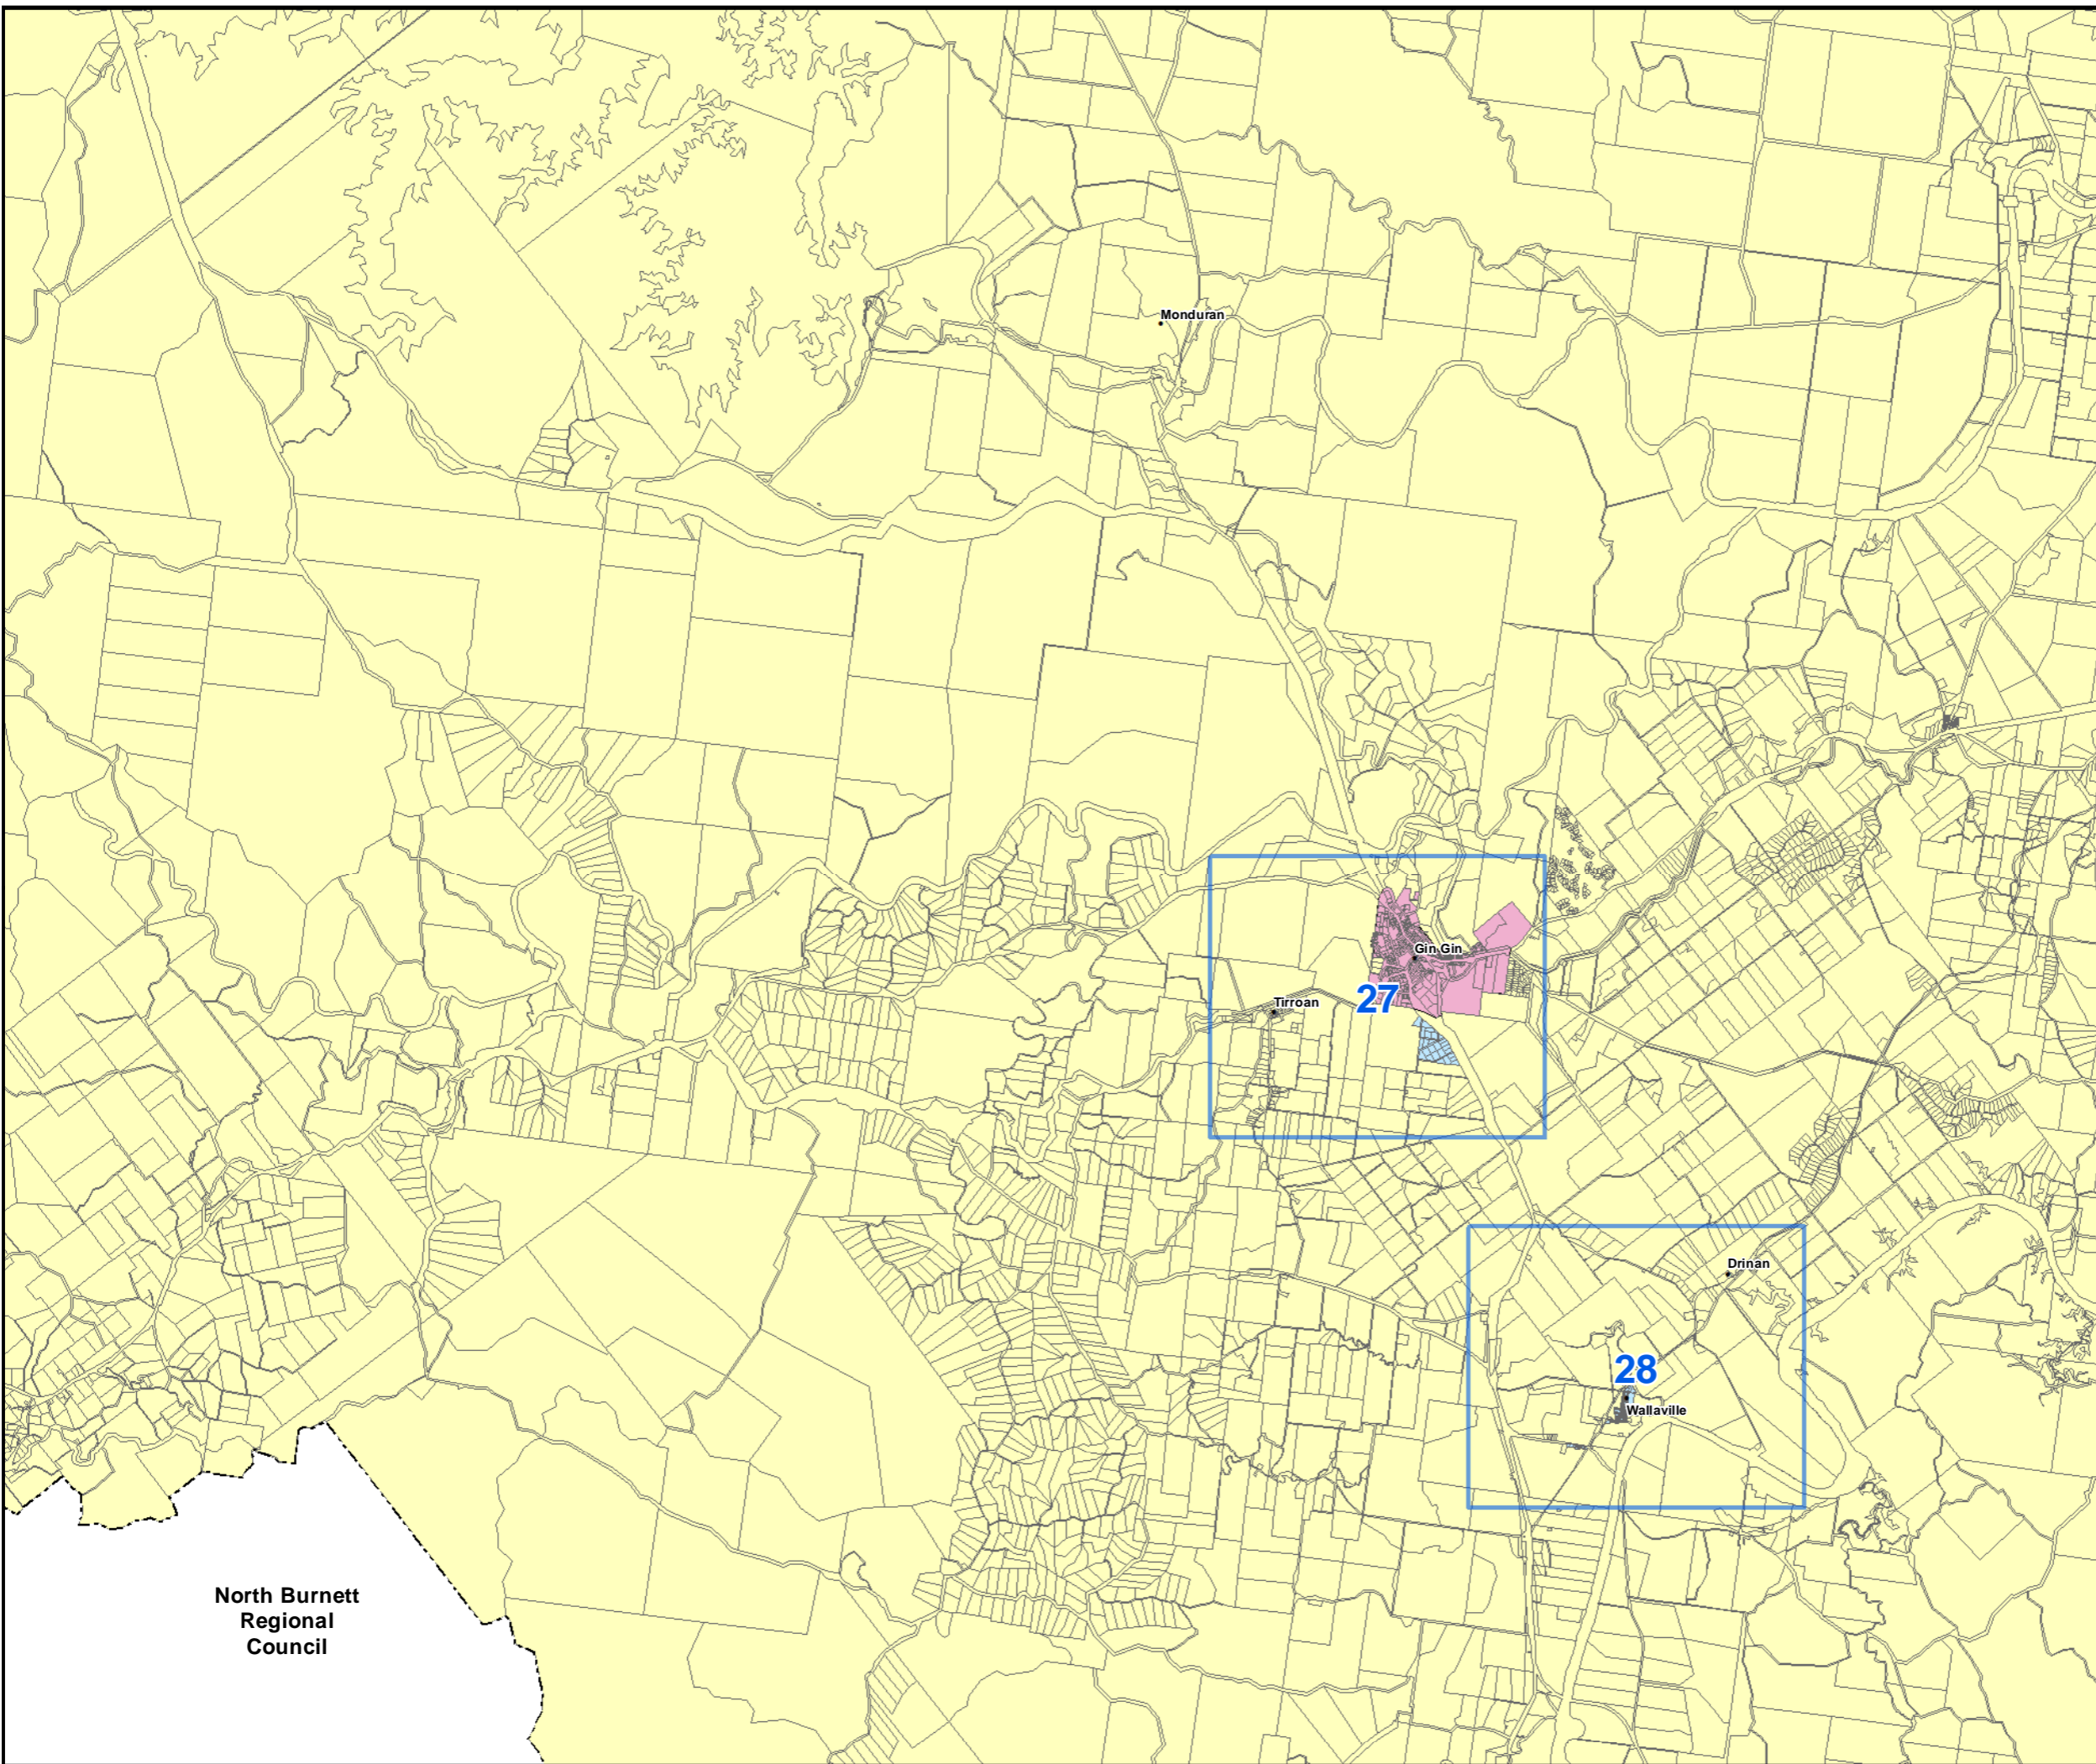 Monduran
Gin Gin
Tirroan
27
Drinan
28
Wallaville
North Burnett
Regional
Council